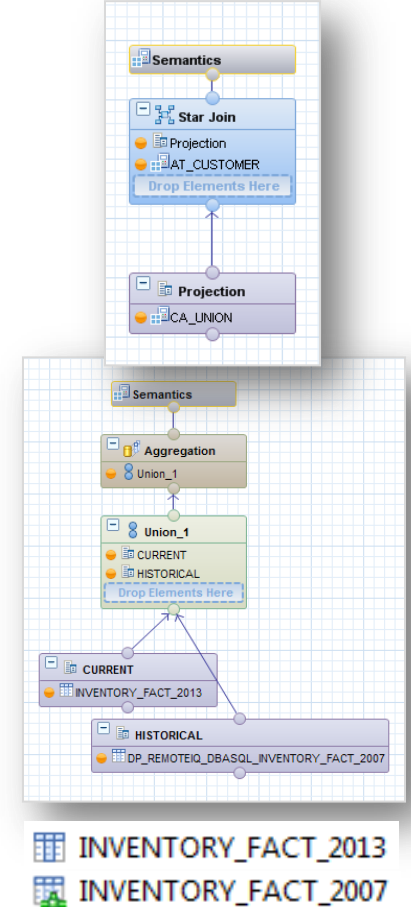 Semantics
Star Join
Projection
AT_CUSTOMER
Drop Elements Here
Projection
CA_UNION
Semantics
Aggregation
Union_1
Union_1
CURRENT
HISTORICAL
Drop Elements Here
CURRENT
INVENTORY_FACT_2013
HISTORICAL
DP_REMOTEIQ_DBASQL_INVENTORY_FACT_2007
INVENTORY_FACT_2013
INVENTORY_FACT_2007